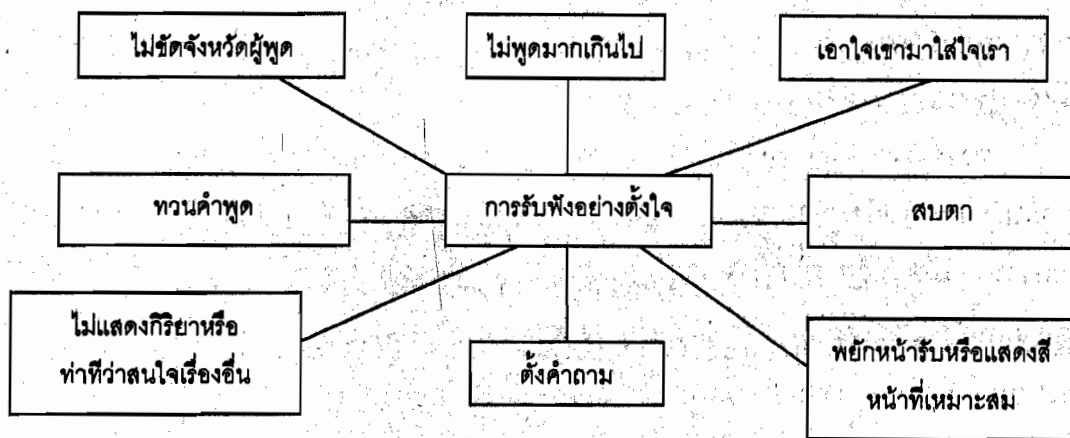 ไม่ขัดจังหวัดผู้พูด
ไม่พูดมากเกินไป
เอาใจเขามาใส่ใจเรา
ทวนคำพูด
การรับฟังอย่างตั้งใจ
สบตา
ไม่แสดงกิริยาหรือ
ท่าทีว่าสนใจเรื่องอื่น
ตั้งคำถาม
พยักหน้ารับหรือแสดงสี
หน้าที่เหมาะสม